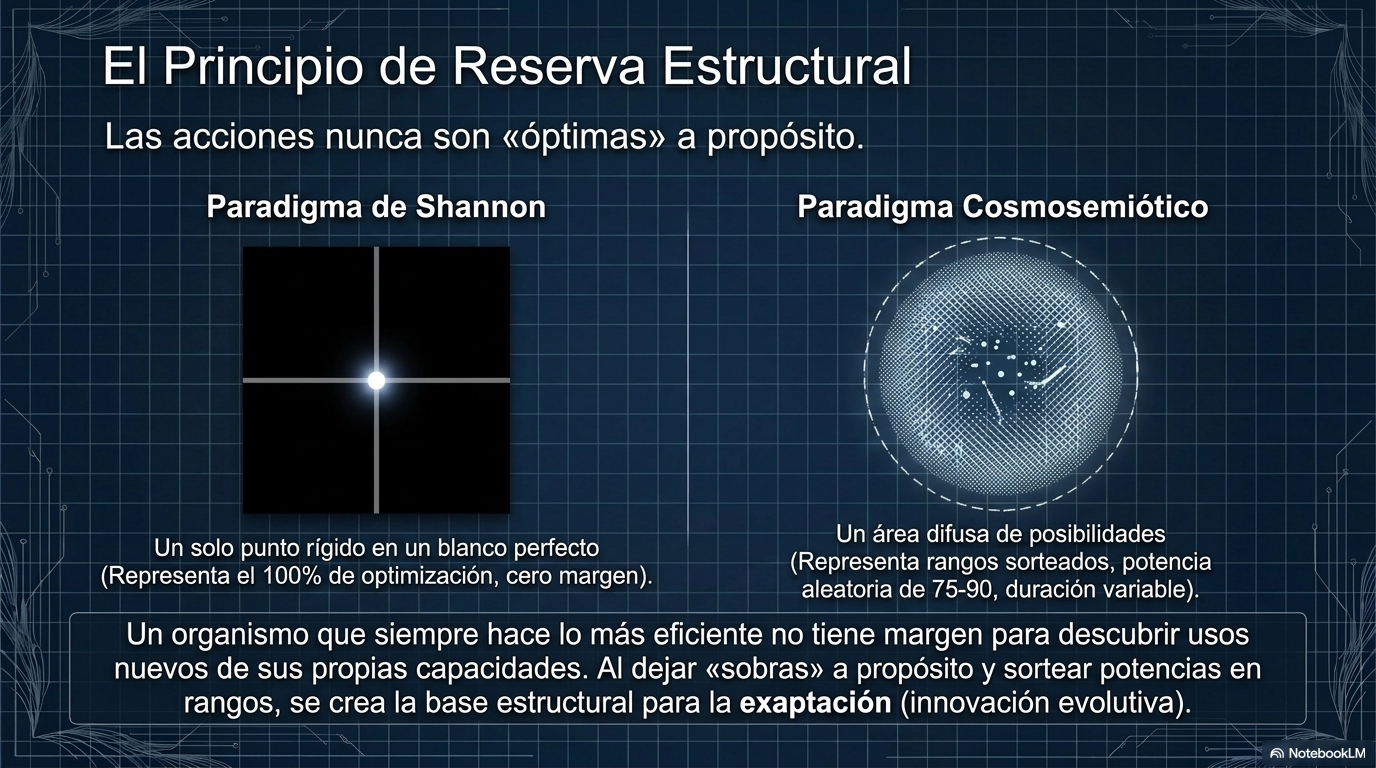 El Principio de Reserva Estructural
Las acciones nunca son «óptimas» a propósito.
Paradigma de Shannon
Un solo punto rígido en un blanco perfecto
(Representa el 100% de optimización, cero margen).
Paradigma Cosmosemiótico
Un área difusa de posibilidades
(Representa rangos sorteados, potencia
aleatoria de 75-90, duración variable).
Un organismo que siempre hace lo más eficiente no tiene margen para descubrir usos
nuevos de sus propias capacidades. Al dejar «sobras» a propósito y sortear potencias en
rangos, se crea la base estructural para la exaptación (innovación evolutiva).
NotebookLM